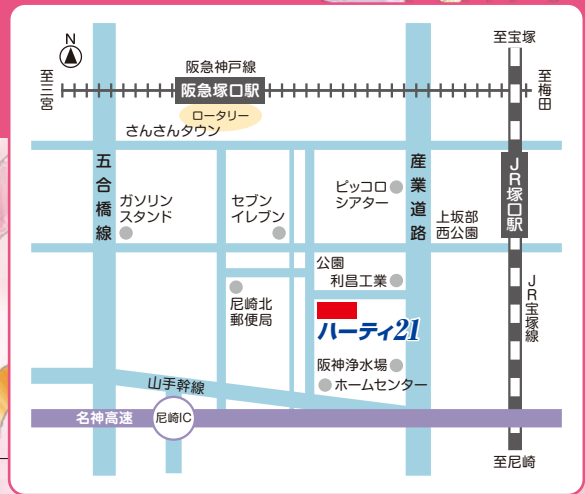 N
至宝塚
阪急神戸線
至三宮
阪急塚口駅
至梅田
ロータリー
さんさんタウン
五合橋線
産業道路
JR塚口駅
ガソリン
スタンド
セブン
イレブン
ピッコロ
シアター
上坂部
西公園
公園
利昌工業
尼崎北
郵便局
JR宝塚線
ハーティ21
阪神浄水場
ホームセンター
山手幹線
名神高速
尼崎IC
至尼崎